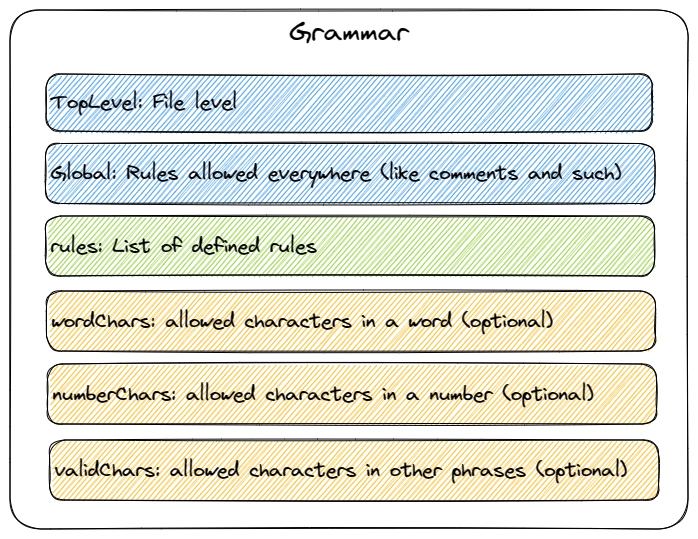 Grammar
TopLevel: File level
Global: Rules allowed everywhere (like comments and such)
rules: List of defined rules
wordChars: allowed characters in a word (optional)
numberChars: allowed characters in a number (optional)
validChars: allowed characters in other phrases (optional)